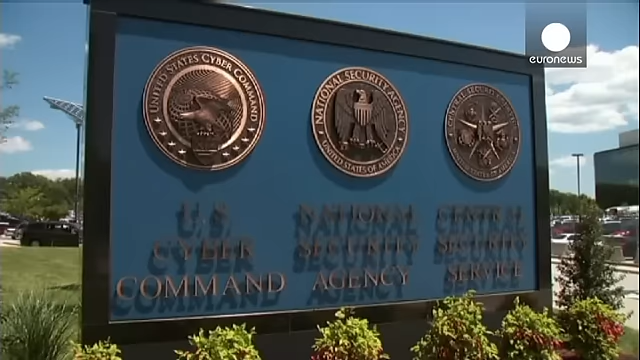 euronews
UNITED STATES CYBER COMMAND
NATIONAL SECURITY AGENCY
UNITED STATES OF AMERICA
CENTRAL SECURITY SERVICE
U.S. NATIONAL CENTRAL
CYBER SECURITY SECURITY
COMMAND AGENCY SERVICE